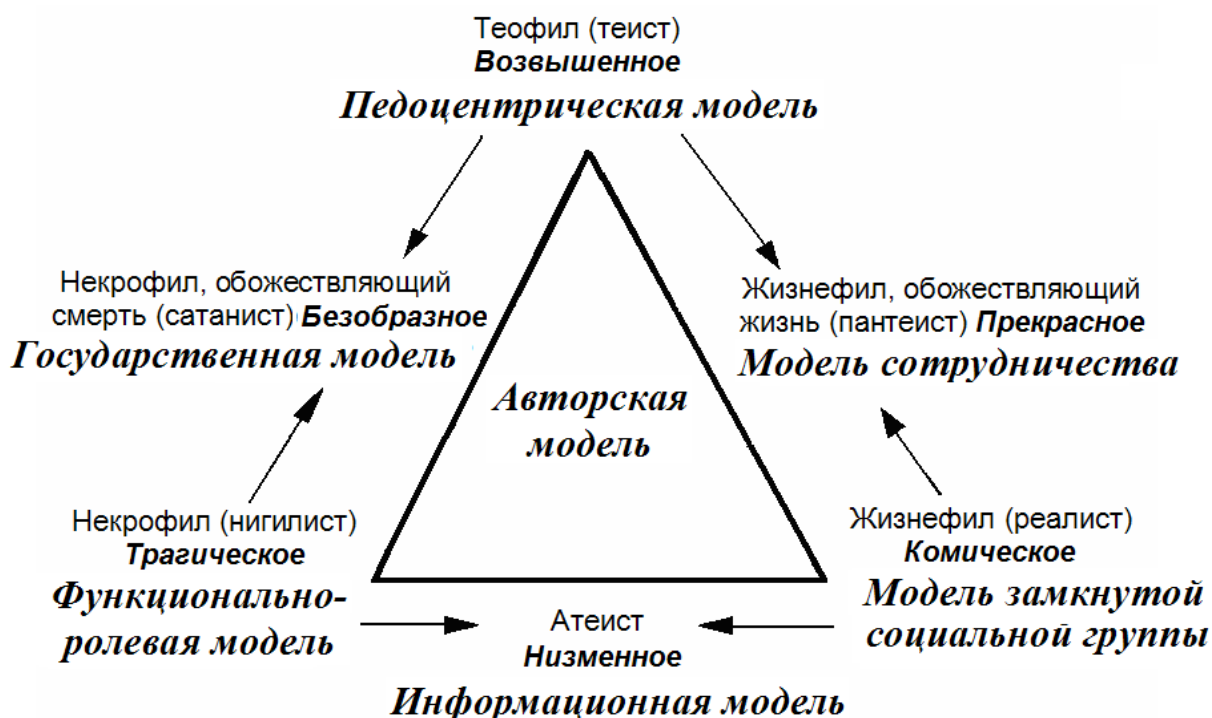 Теофил (теист)
Возвышенное
Педоцентрическая модель
Некрофил, обожествляющий
смерть (сатанист) Безобразное
Государственная модель
Жизнефил, обожествляющий
жизнь (пантеист) Прекрасное
Модель сотрудничества
Авторская
модель
Некрофил (нигилист)
Трагическое
Функционально-
ролевая модель
Жизнефил (реалист)
Комическое
Модель замкнутой
социальной группы
Атеист
Низменное
Информационная модель